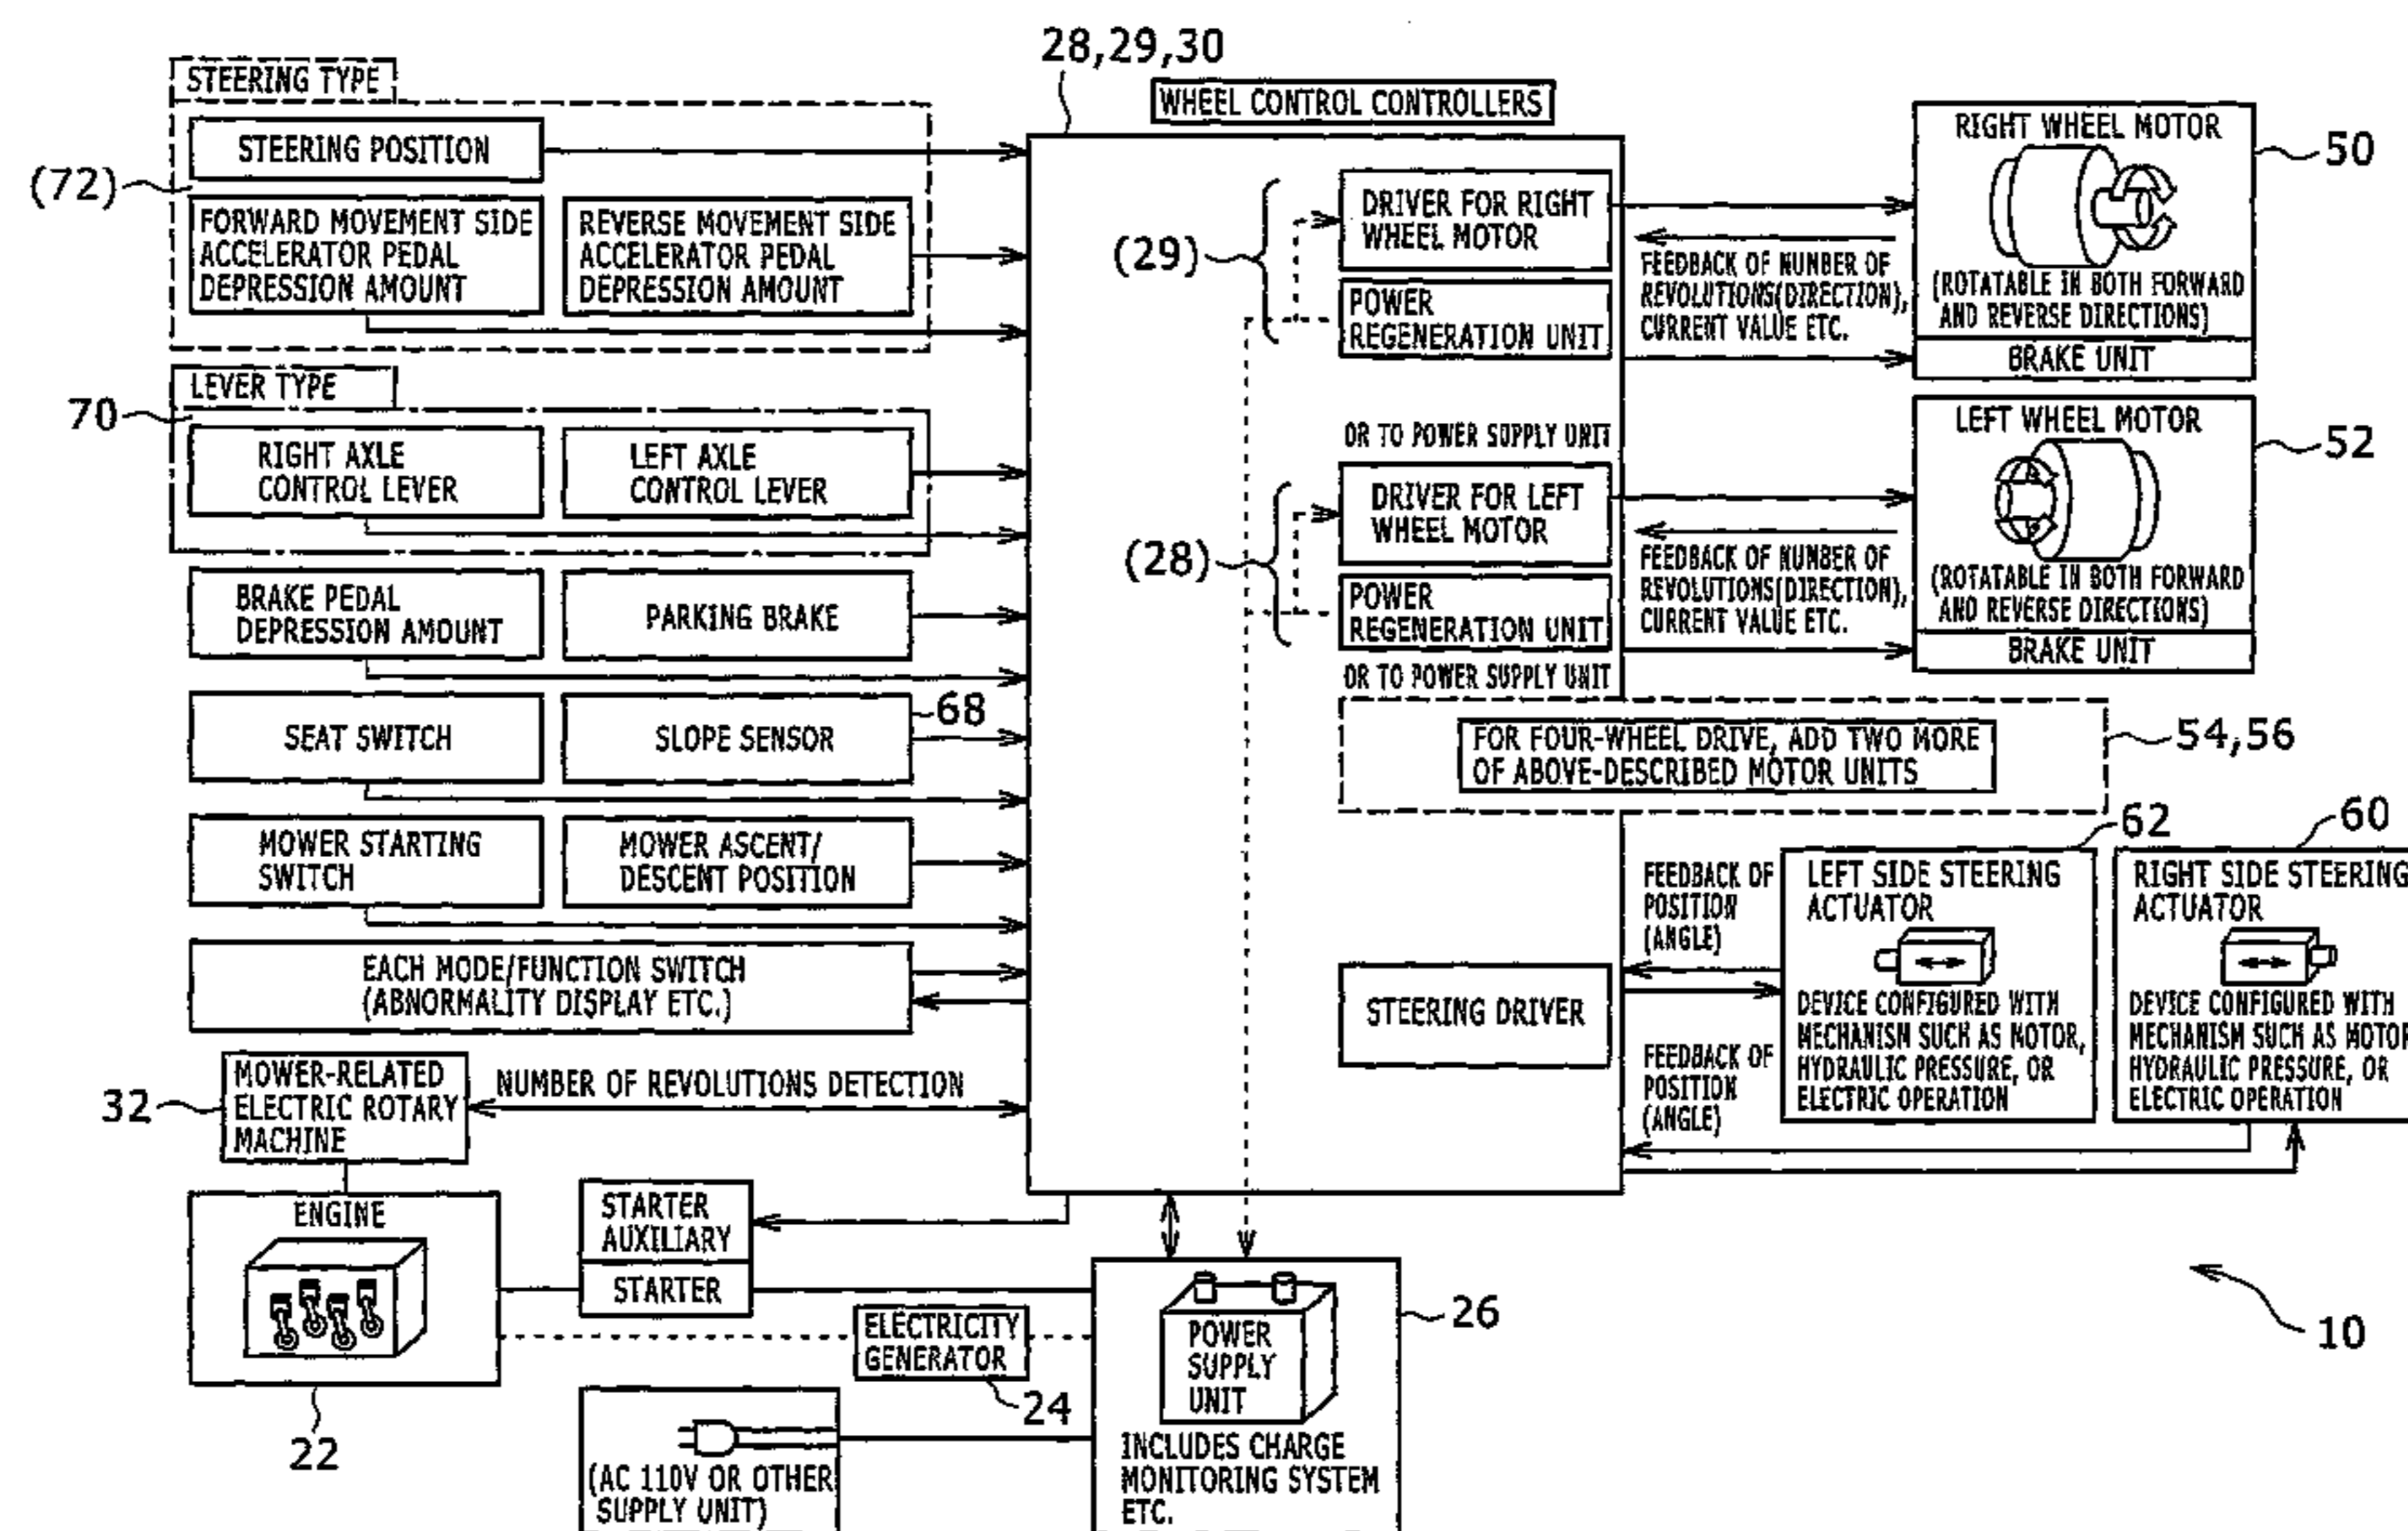 28,29,30
WHEEL CONTROL CONTROLLERS
STEERING TYPE
STEERING POSITION
(72)
FORWARD MOVEMENT SIDE
ACCELERATOR PEDAL
DEPRESSION AMOUNT
REVERSE MOVEMENT SIDE
ACCELERATOR PEDAL
DEPRESSION AMOUNT
LEVER TYPE
70
RIGHT AXLE
CONTROL LEVER
LEFT AXLE
CONTROL LEVER
BRAKE PEDAL
DEPRESSION AMOUNT
PARKING BRAKE
SEAT SWITCH
SLOPE SENSOR
68
MOWER STARTING
SWITCH
MOWER ASCENT/
DESCENT POSITION
EACH MODE/FUNCTION SWITCH
(ABNORMALITY DISPLAY ETC.)
32
MOWER-RELATED
ELECTRIC ROTARY
MACHINE
NUMBER OF REVOLUTIONS DETECTION
ENGINE
22
STARTER
AUXILIARY
STARTER
ELECTRICITY
GENERATOR
24
(AC 110V OR OTHER
SUPPLY UNIT)
POWER
SUPPLY
UNIT
INCLUDES CHARGE
MONITORING SYSTEM
ETC.
26
(29)
DRIVER FOR RIGHT
WHEEL MOTOR
POWER
REGENERATION UNIT
OR TO POWER SUPPLY UNIT
(28)
DRIVER FOR LEFT
WHEEL MOTOR
POWER
REGENERATION UNIT
OR TO POWER SUPPLY UNIT
FEEDBACK OF NUMBER OF
REVOLUTIONS(DIRECTION),
CURRENT VALUE ETC.
RIGHT WHEEL MOTOR
(ROTATABLE IN BOTH FORWARD
AND REVERSE DIRECTIONS)
BRAKE UNIT
50
FEEDBACK OF NUMBER OF
REVOLUTIONS(DIRECTION),
CURRENT VALUE ETC.
LEFT WHEEL MOTOR
(ROTATABLE IN BOTH FORWARD
AND REVERSE DIRECTIONS)
BRAKE UNIT
52
FOR FOUR-WHEEL DRIVE, ADD TWO MORE
OF ABOVE-DESCRIBED MOTOR UNITS
54,56
STEERING DRIVER
FEEDBACK OF
POSITION
(ANGLE)
FEEDBACK OF
POSITION
(ANGLE)
62
LEFT SIDE STEERING
ACTUATOR
DEVICE CONFIGURED WITH
MECHANISM SUCH AS MOTOR,
HYDRAULIC PRESSURE, OR
ELECTRIC OPERATION
60
RIGHT SIDE STEERING
ACTUATOR
DEVICE CONFIGURED WITH
MECHANISM SUCH AS MOTOR
HYDRAULIC PRESSURE, OR
ELECTRIC OPERATION
10